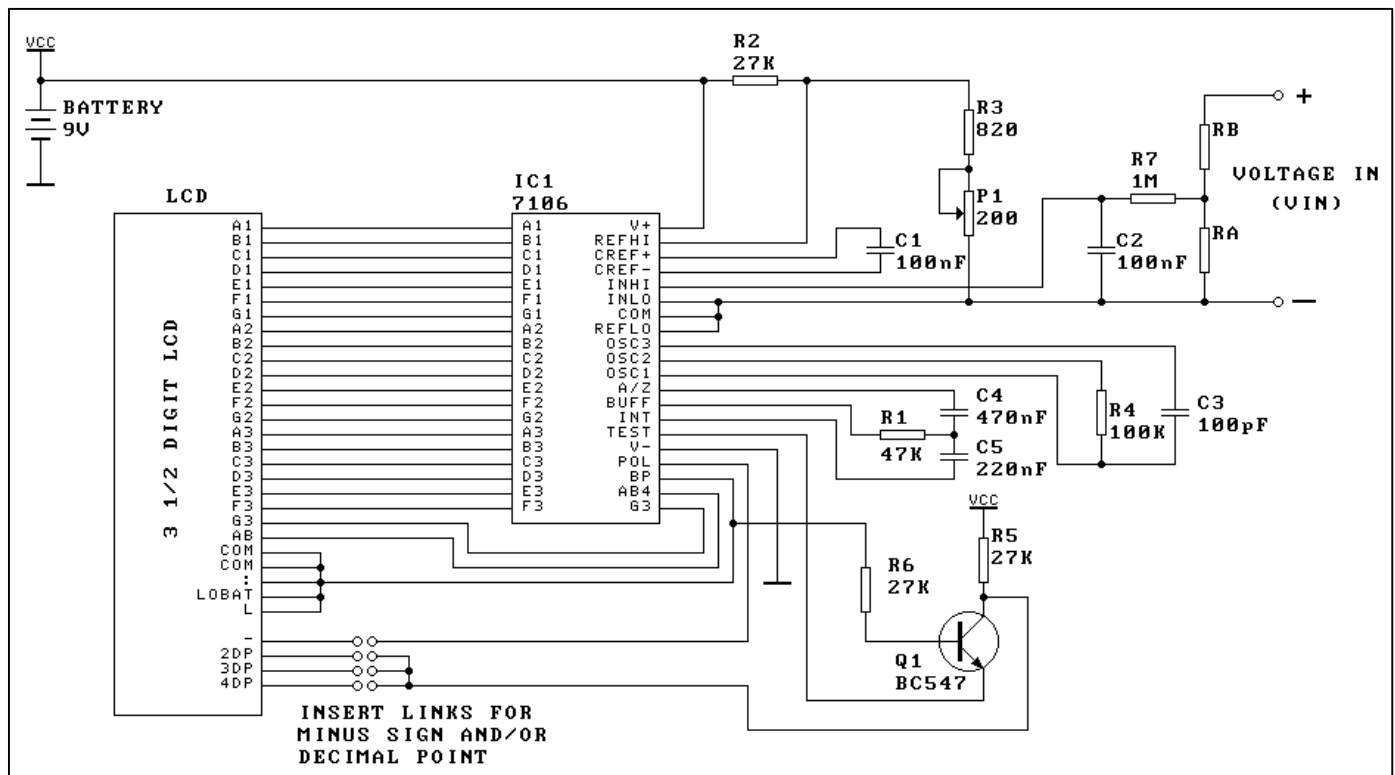 VCC
BATTERY
9V
R2
27K
R3
820
P1
200
RB
R7
1M
VOLTAGE IN
(VIN)
RA
C1
100nF
C2
100nF
LCD
IC1
7106
3 1/2 DIGIT LCD
A1
B1
C1
D1
E1
F1
G1
A2
B2
C2
D2
E2
F2
G2
A3
B3
C3
D3
E3
F3
G3
AB
COM
COM
:
LOBAT
L
-
2DP
3DP
4DP
A1
B1
C1
D1
E1
F1
G1
A2
B2
C2
D2
E2
F2
G2
A3
B3
C3
D3
E3
F3
V+
REFHI
CREF+
CREF-
INHI
INLO
COM
REFLO
OSC3
OSC2
OSC1
A/Z
BUFF
INT
TEST
V-
POL
BP
AB4
G3
+
—
C4
470nF
R1
47K
C5
220nF
R4
100K
C3
100pF
VCC
R5
27K
R6
27K
Q1
BC547
INSERT LINKS FOR
MINUS SIGN AND/OR
DECIMAL POINT